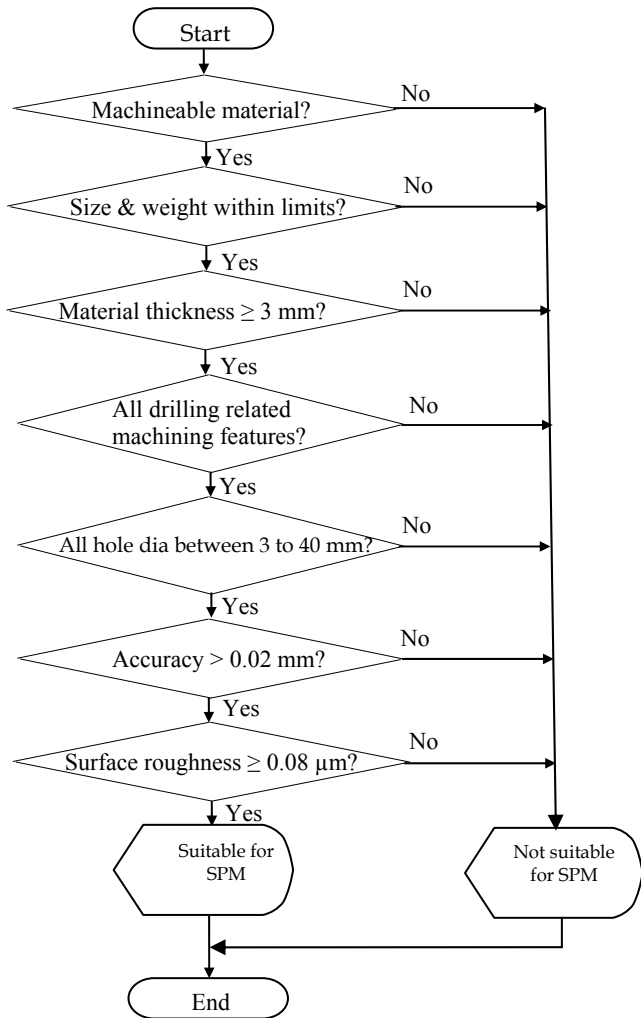 Start
Machineable material?
No
Yes
Size & weight within limits?
No
Yes
Material thickness ≥ 3 mm?
No
Yes
All drilling related
machining features?
No
Yes
All hole dia between 3 to 40 mm?
No
Yes
Accuracy > 0.02 mm?
No
Yes
Surface roughness ≥ 0.08 µm?
No
Yes
Suitable for
SPM
Not suitable
for SPM
End